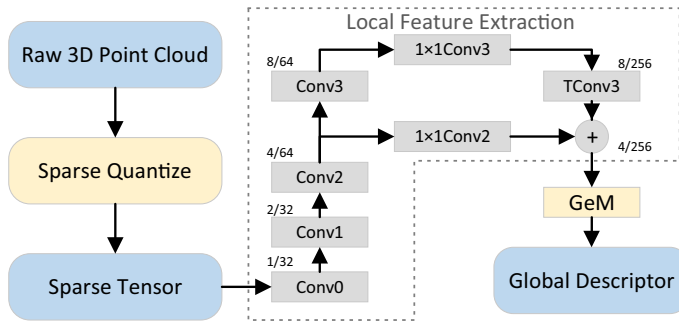 Local Feature Extraction
Raw 3D Point Cloud
Sparse Quantize
Sparse Tensor
1/32
Conv0
2/32
Conv1
4/64
Conv2
8/64
Conv3
1×1Conv3
1×1Conv2
8/256
TConv3
+
4/256
GeM
Global Descriptor